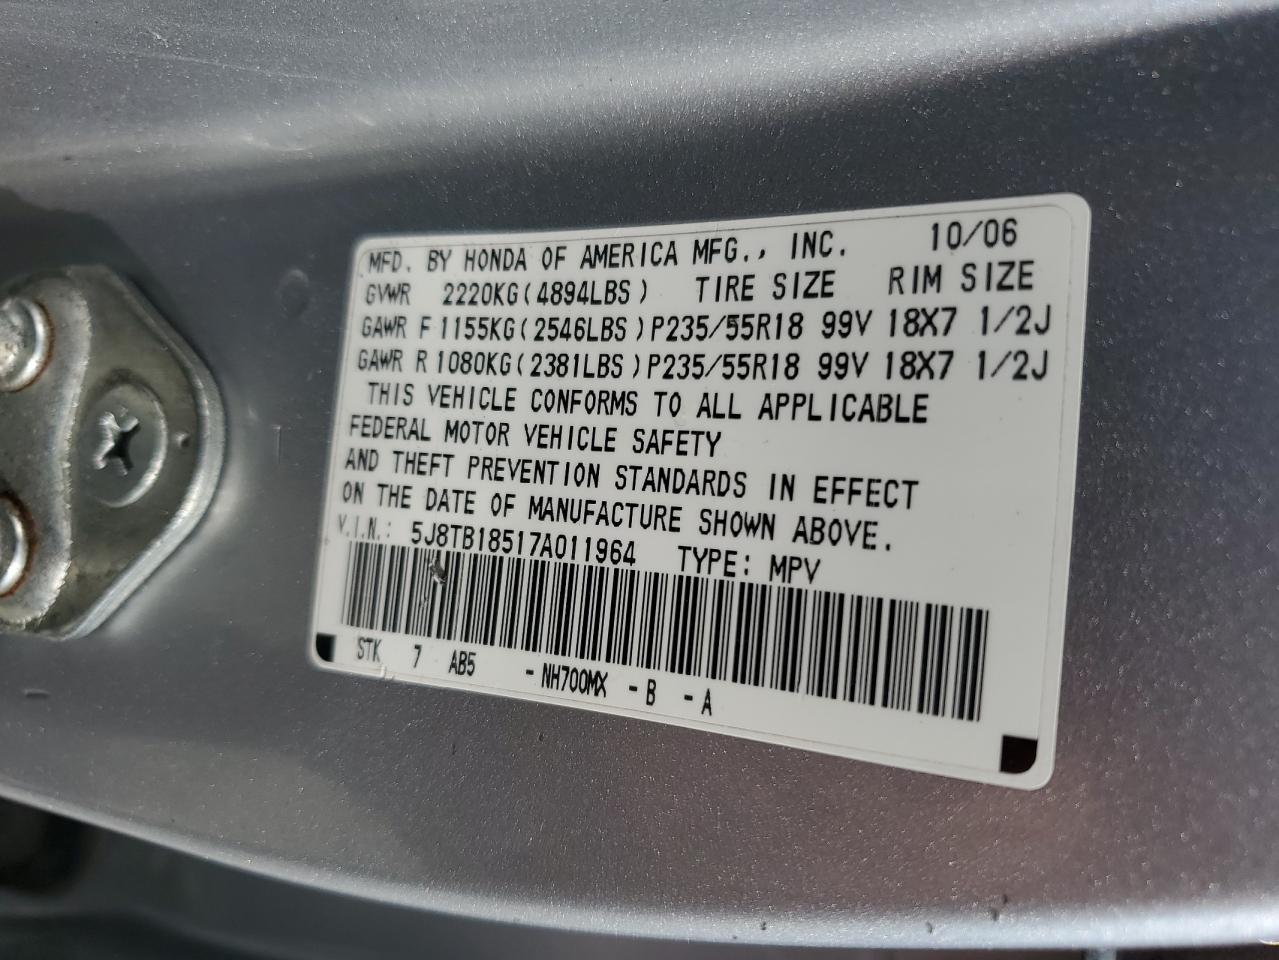 MFD. BY HONDA OF AMERICA MFG., INC. 10/06
GVWR 2220KG(4894LBS) TIRE SIZE RIM SIZE
GAWR F 1155KG(2546LBS)P235/55R18 99V 18X7 1/2J
GAWR R 1080KG(2381LBS)P235/55R18 99V 18X7 1/2J
THIS VEHICLE CONFORMS TO ALL APPLICABLE
FEDERAL MOTOR VEHICLE SAFETY
AND THEFT PREVENTION STANDARDS IN EFFECT
ON THE DATE OF MANUFACTURE SHOWN ABOVE.
V.I.N.: 5J8TB18517A011964 TYPE: MPV
STK 7 AB5 -NH700MX -B -A